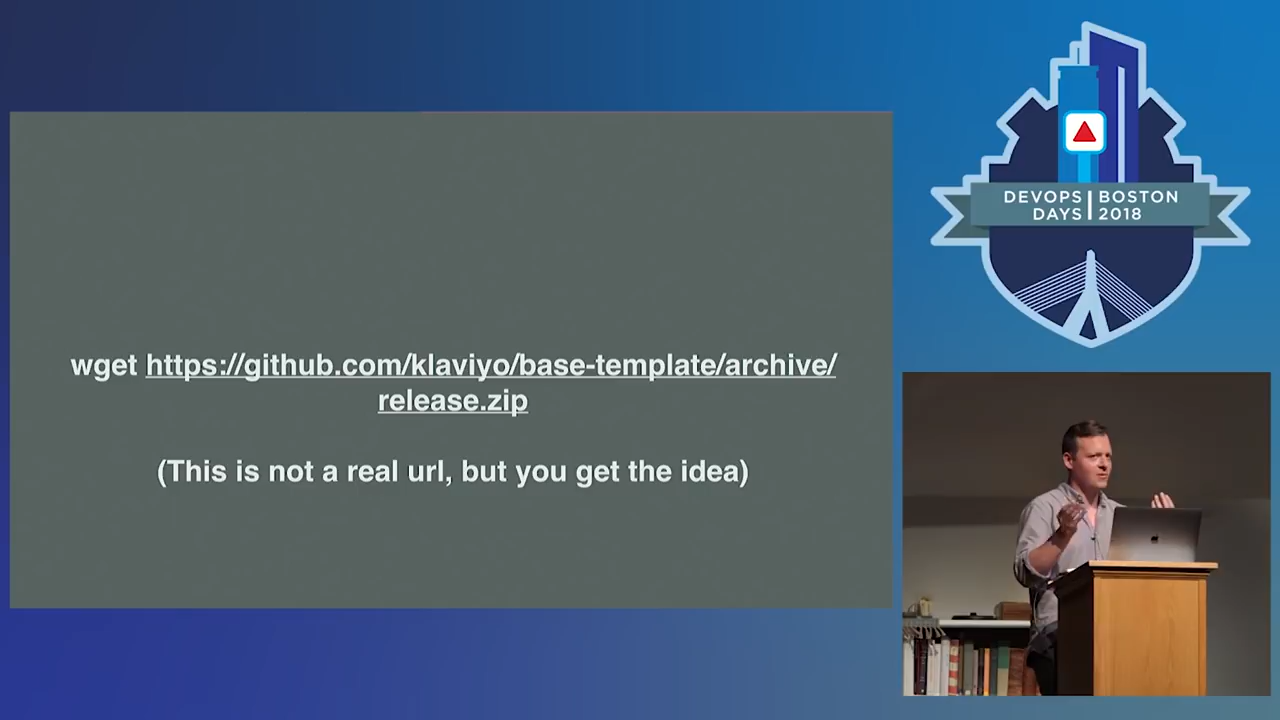 wget https://github.com/klaviyo/base-template/archive/
release.zip
(This is not a real url, but you get the idea)
DEVOPS BOSTON
DAYS 2018